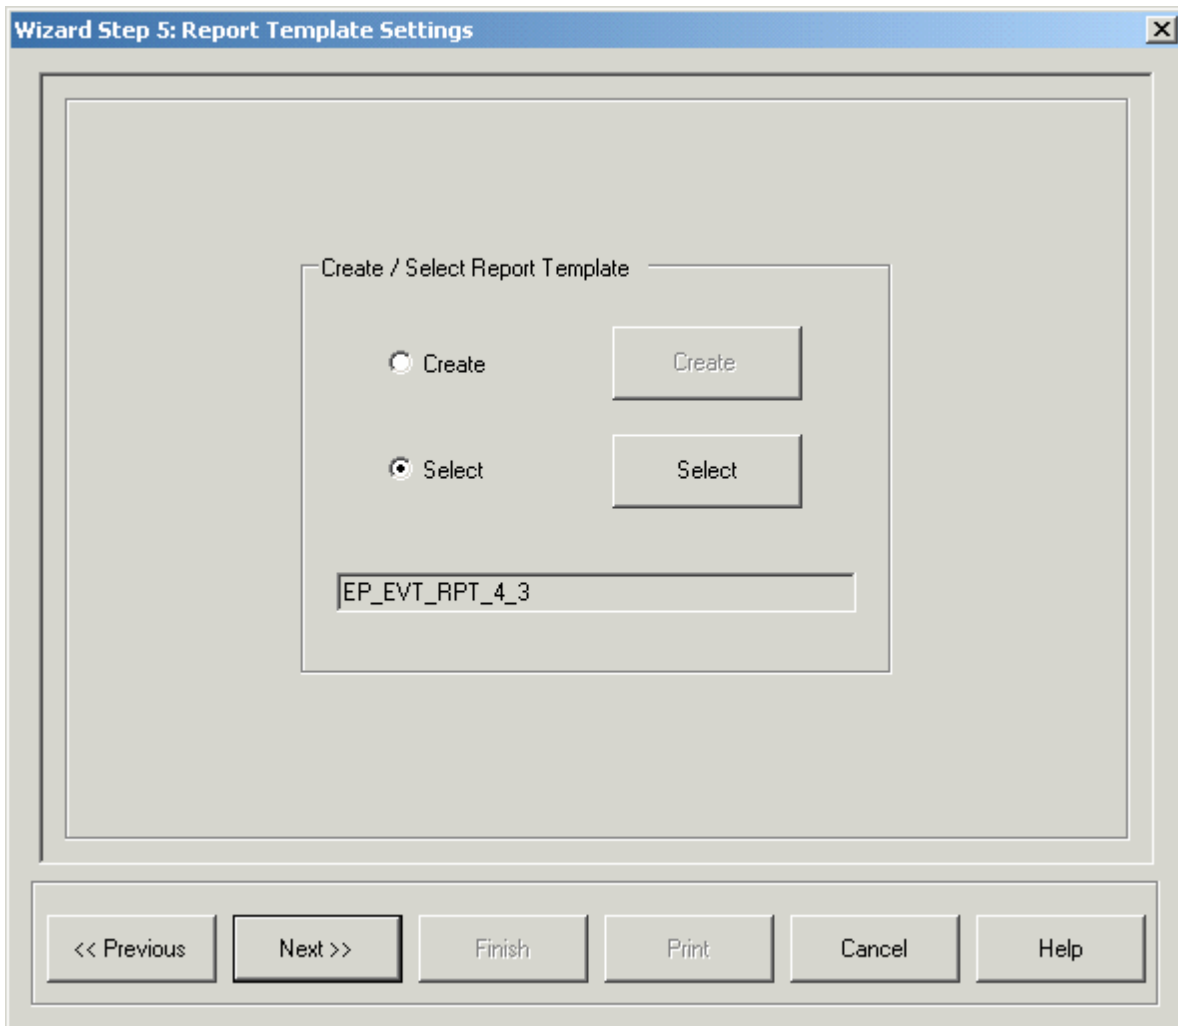 Wizard Step 5: Report Template Settings
Create / Select Report Template
Create Create
Select Select
EP_EVT_RPT_4_3
<< Previous Next >> Finish Print Cancel Help